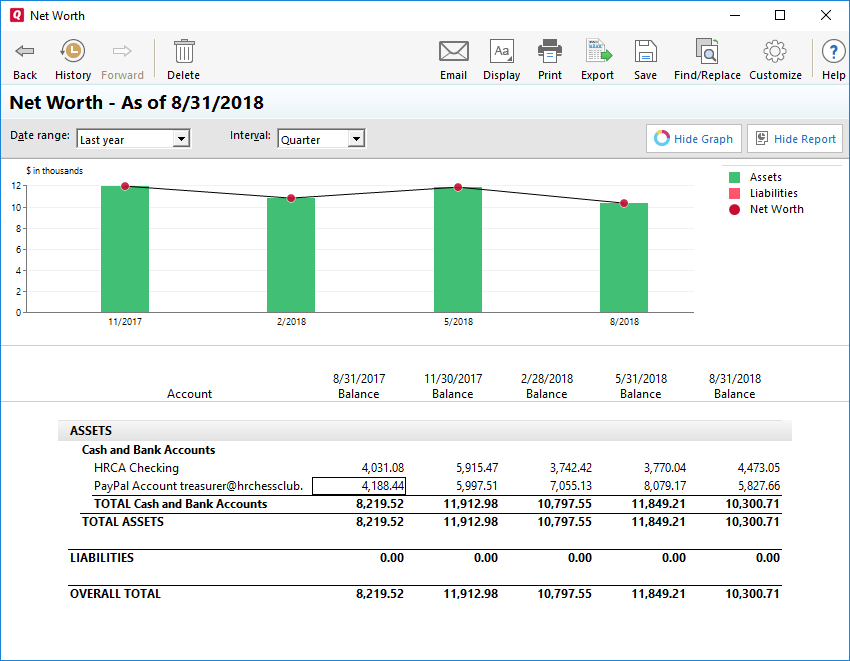 Net Worth
Back History Forward Delete Email Display Print Export Save Find/Replace Customize Help
Net Worth - As of 8/31/2018
Date range: Last year Interval: Quarter Hide Graph Hide Report
$ in thousands
12
10
8
6
4
2
0
11/2017 2/2018 5/2018 8/2018
Assets
Liabilities
Net Worth
8/31/2017 11/30/2017 2/28/2018 5/31/2018 8/31/2018
Account Balance Balance Balance Balance Balance
ASSETS
Cash and Bank Accounts
HRCA Checking 4,031.08 5,915.47 3,742.42 3,770.04 4,473.05
PayPal Account treasurer@hrchessclub. 4,188.44 5,997.51 7,055.13 8,079.17 5,827.66
TOTAL Cash and Bank Accounts 8,219.52 11,912.98 10,797.55 11,849.21 10,300.71
TOTAL ASSETS 8,219.52 11,912.98 10,797.55 11,849.21 10,300.71
LIABILITIES 0.00 0.00 0.00 0.00 0.00
OVERALL TOTAL 8,219.52 11,912.98 10,797.55 11,849.21 10,300.71